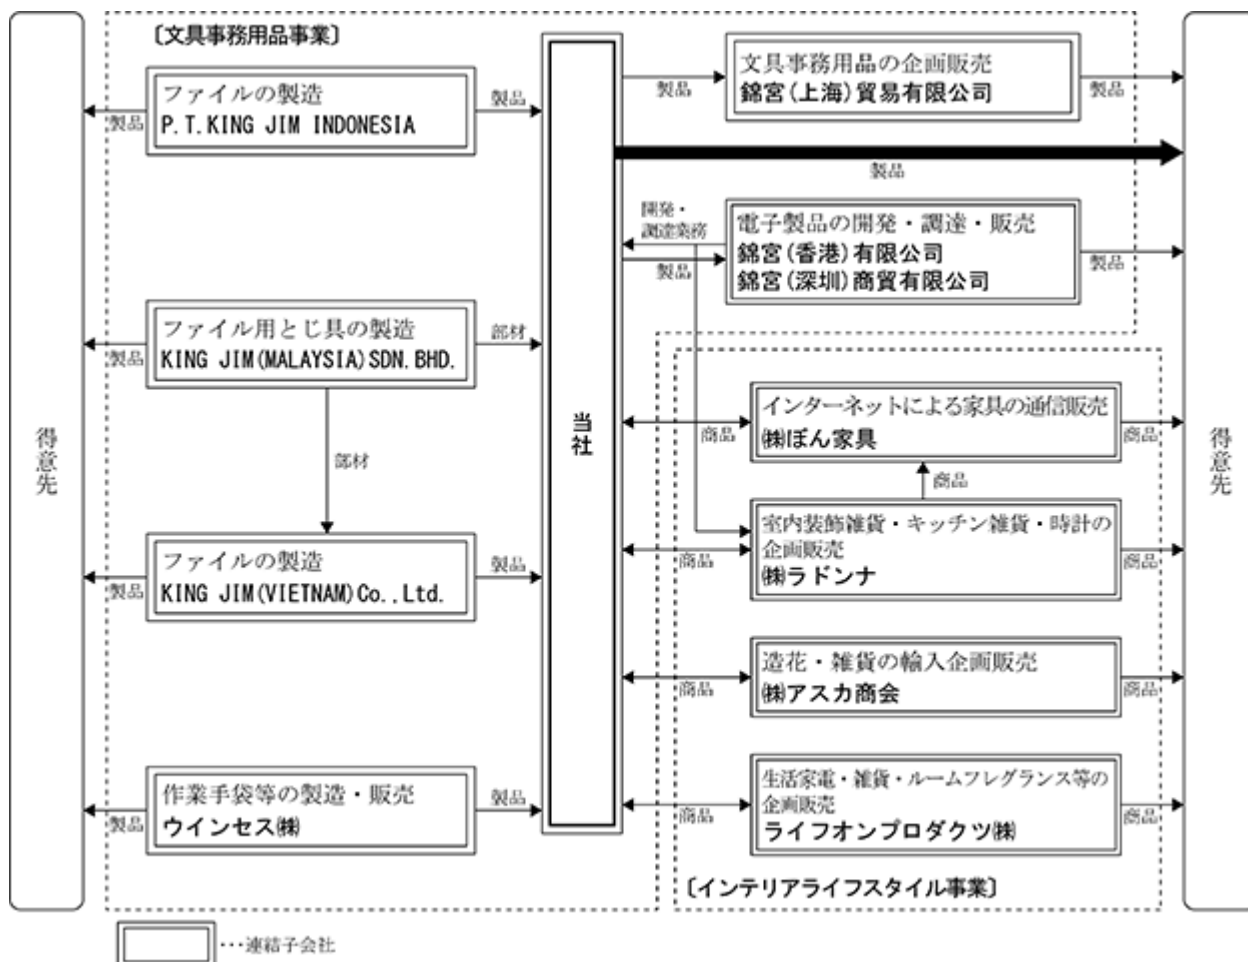 〔文具事務用品事業〕
ファイルの製造
P.T.KING JIM INDONESIA
製品
製品
文具事務用品の企画販売
錦宮(上海)貿易有限公司
製品
製品
製品
開発・
調達業務
製品
電子製品の開発・調達・販売
錦宮(香港)有限公司
錦宮(深圳)商貿有限公司
製品
ファイル用とじ具の製造
KING JIM(MALAYSIA)SDN.BHD.
製品
部材
部材
得意先
当社
得意先
インターネットによる家具の通信販売
㈱ぼん家具
商品
商品
商品
室内装飾雑貨・キッチン雑貨・時計の
企画販売
㈱ラドンナ
商品
商品
ファイルの製造
KING JIM(VIETNAM)Co.,Ltd.
製品
製品
造花・雑貨の輸入企画販売
㈱アスカ商会
商品
商品
作業手袋等の製造・販売
ウインセス㈱
製品
製品
生活家電・雑貨・ルームフレグランス等の
企画販売
ライフオンプロダクツ㈱
商品
商品
〔インテリアライフスタイル事業〕
･･･連結子会社